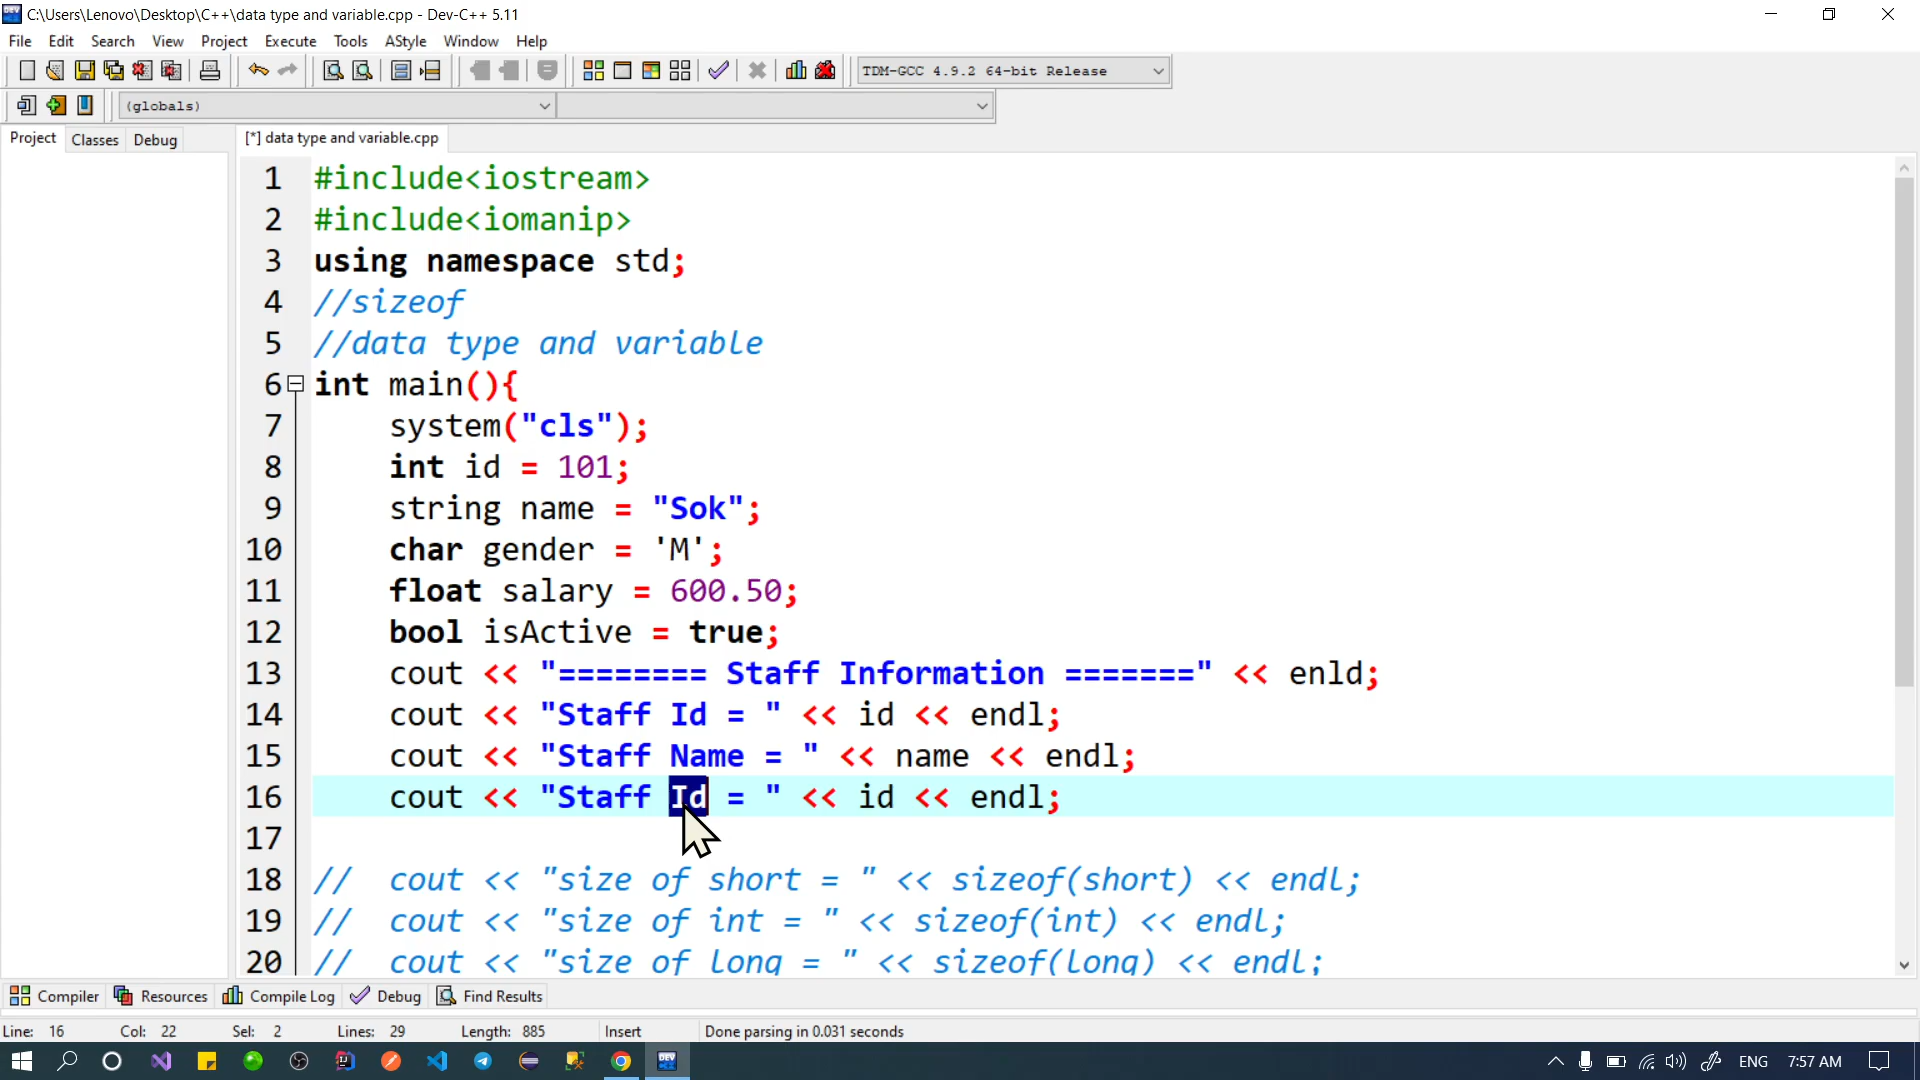 C:\Users\Lenovo\Desktop\C++\data type and variable.cpp - Dev-C++ 5.11
File Edit Search View Project Execute Tools AStyle Window Help
TDM-GCC 4.9.2 64-bit Release
(globals)
Project Classes Debug [*] data type and variable.cpp
1 #include<iostream>
2 #include<iomanip>
3 using namespace std;
4 //sizeof
5 //data type and variable
6 int main(){
7 system("cls");
8 int id = 101;
9 string name = "Sok";
10 char gender = 'M';
11 float salary = 600.50;
12 bool isActive = true;
13 cout << "======== Staff Information =======" << enld;
14 cout << "Staff Id = " << id << endl;
15 cout << "Staff Name = " << name << endl;
16 cout << "Staff Id = " << id << endl;
17
18 // cout << "size of short = " << sizeof(short) << endl;
19 // cout << "size of int = " << sizeof(int) << endl;
20 // cout << "size of long = " << sizeof(long) << endl;
Compiler Resources Compile Log Debug Find Results
Line: 16 Col: 22 Sel: 2 Lines: 29 Length: 885 Insert Done parsing in 0.031 seconds
DEV ENG 7:57 AM